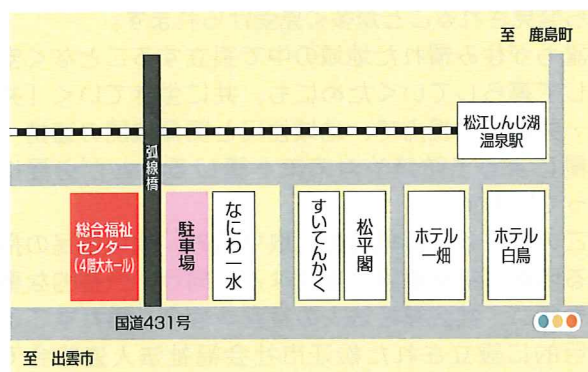 至 鹿島町
松江しんじ湖
温泉駅
弧線橋
総合福祉
センター
(4階大ホール)
駐車場
なにわ一水
すいてんかく
松平閣
ホテル
一畑
ホテル
白鳥
国道431号
至 出雲市